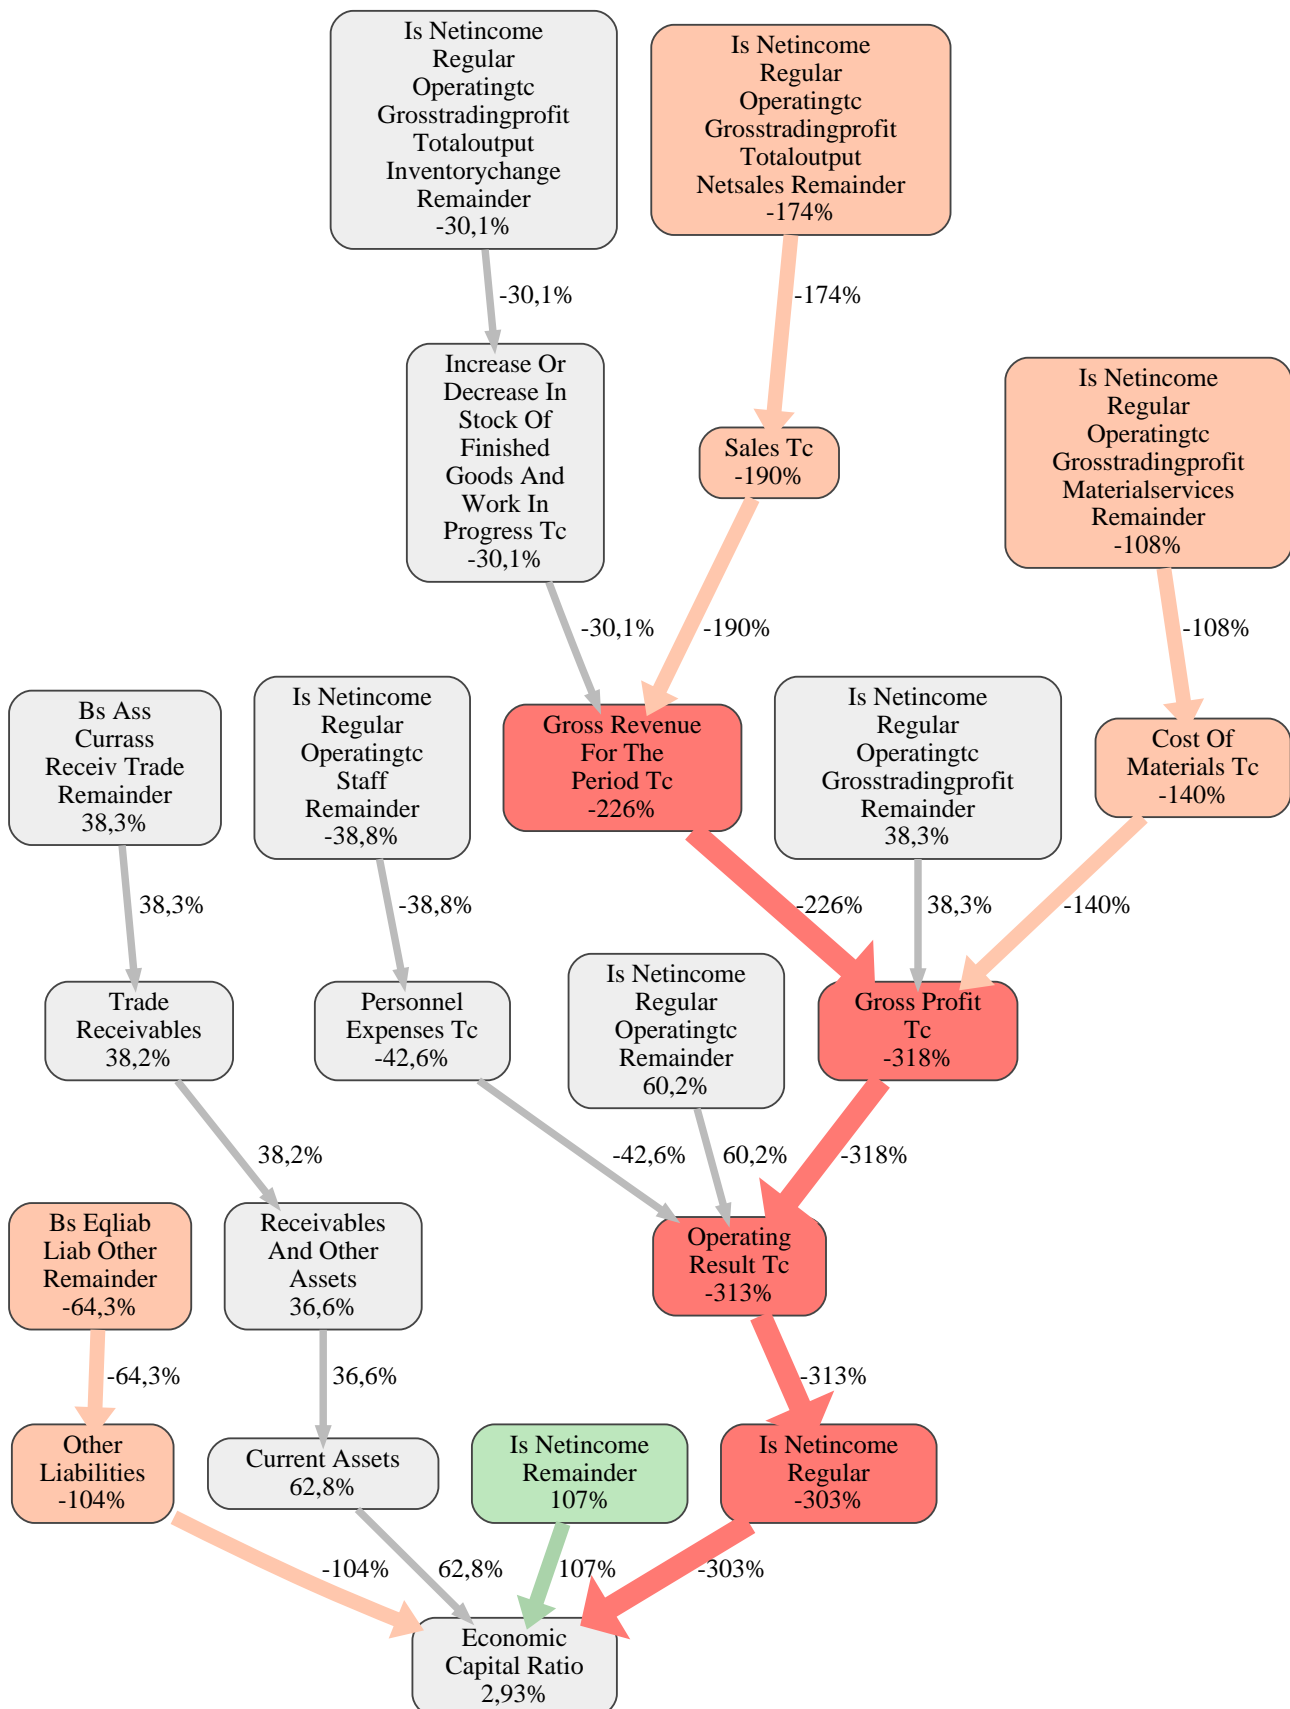 Is Netincome
Regular
Operatingtc
Grosstradingprofit
Totaloutput
Inventorychange
Remainder
-30,1%
Is Netincome
Regular
Operatingtc
Grosstradingprofit
Totaloutput
Netsales Remainder
-174%
-30,1%
-174%
Increase Or
Decrease In
Stock Of
Finished
Goods And
Work In
Progress Tc
-30,1%
Sales Tc
-190%
Is Netincome
Regular
Operatingtc
Grosstradingprofit
Materialservices
Remainder
-108%
-30,1%
-190%
-108%
Bs Ass
Currass
Receiv Trade
Remainder
38,3%
Is Netincome
Regular
Operatingtc
Staff
Remainder
-38,8%
Gross Revenue
For The
Period Tc
-226%
Is Netincome
Regular
Operatingtc
Grosstradingprofit
Remainder
38,3%
Cost Of
Materials Tc
-140%
38,3%
-38,8%
-226%
38,3%
-140%
Trade
Receivables
38,2%
Personnel
Expenses Tc
-42,6%
Is Netincome
Regular
Operatingtc
Remainder
60,2%
Gross Profit
Tc
-318%
38,2%
-42,6%
60,2%
-318%
Bs Eqliab
Liab Other
Remainder
-64,3%
Receivables
And Other
Assets
36,6%
Operating
Result Tc
-313%
-64,3%
36,6%
-313%
Other
Liabilities
-104%
Current Assets
62,8%
Is Netincome
Remainder
107%
Is Netincome
Regular
-303%
-104%
62,8%
107%
-303%
Economic
Capital Ratio
2,93%